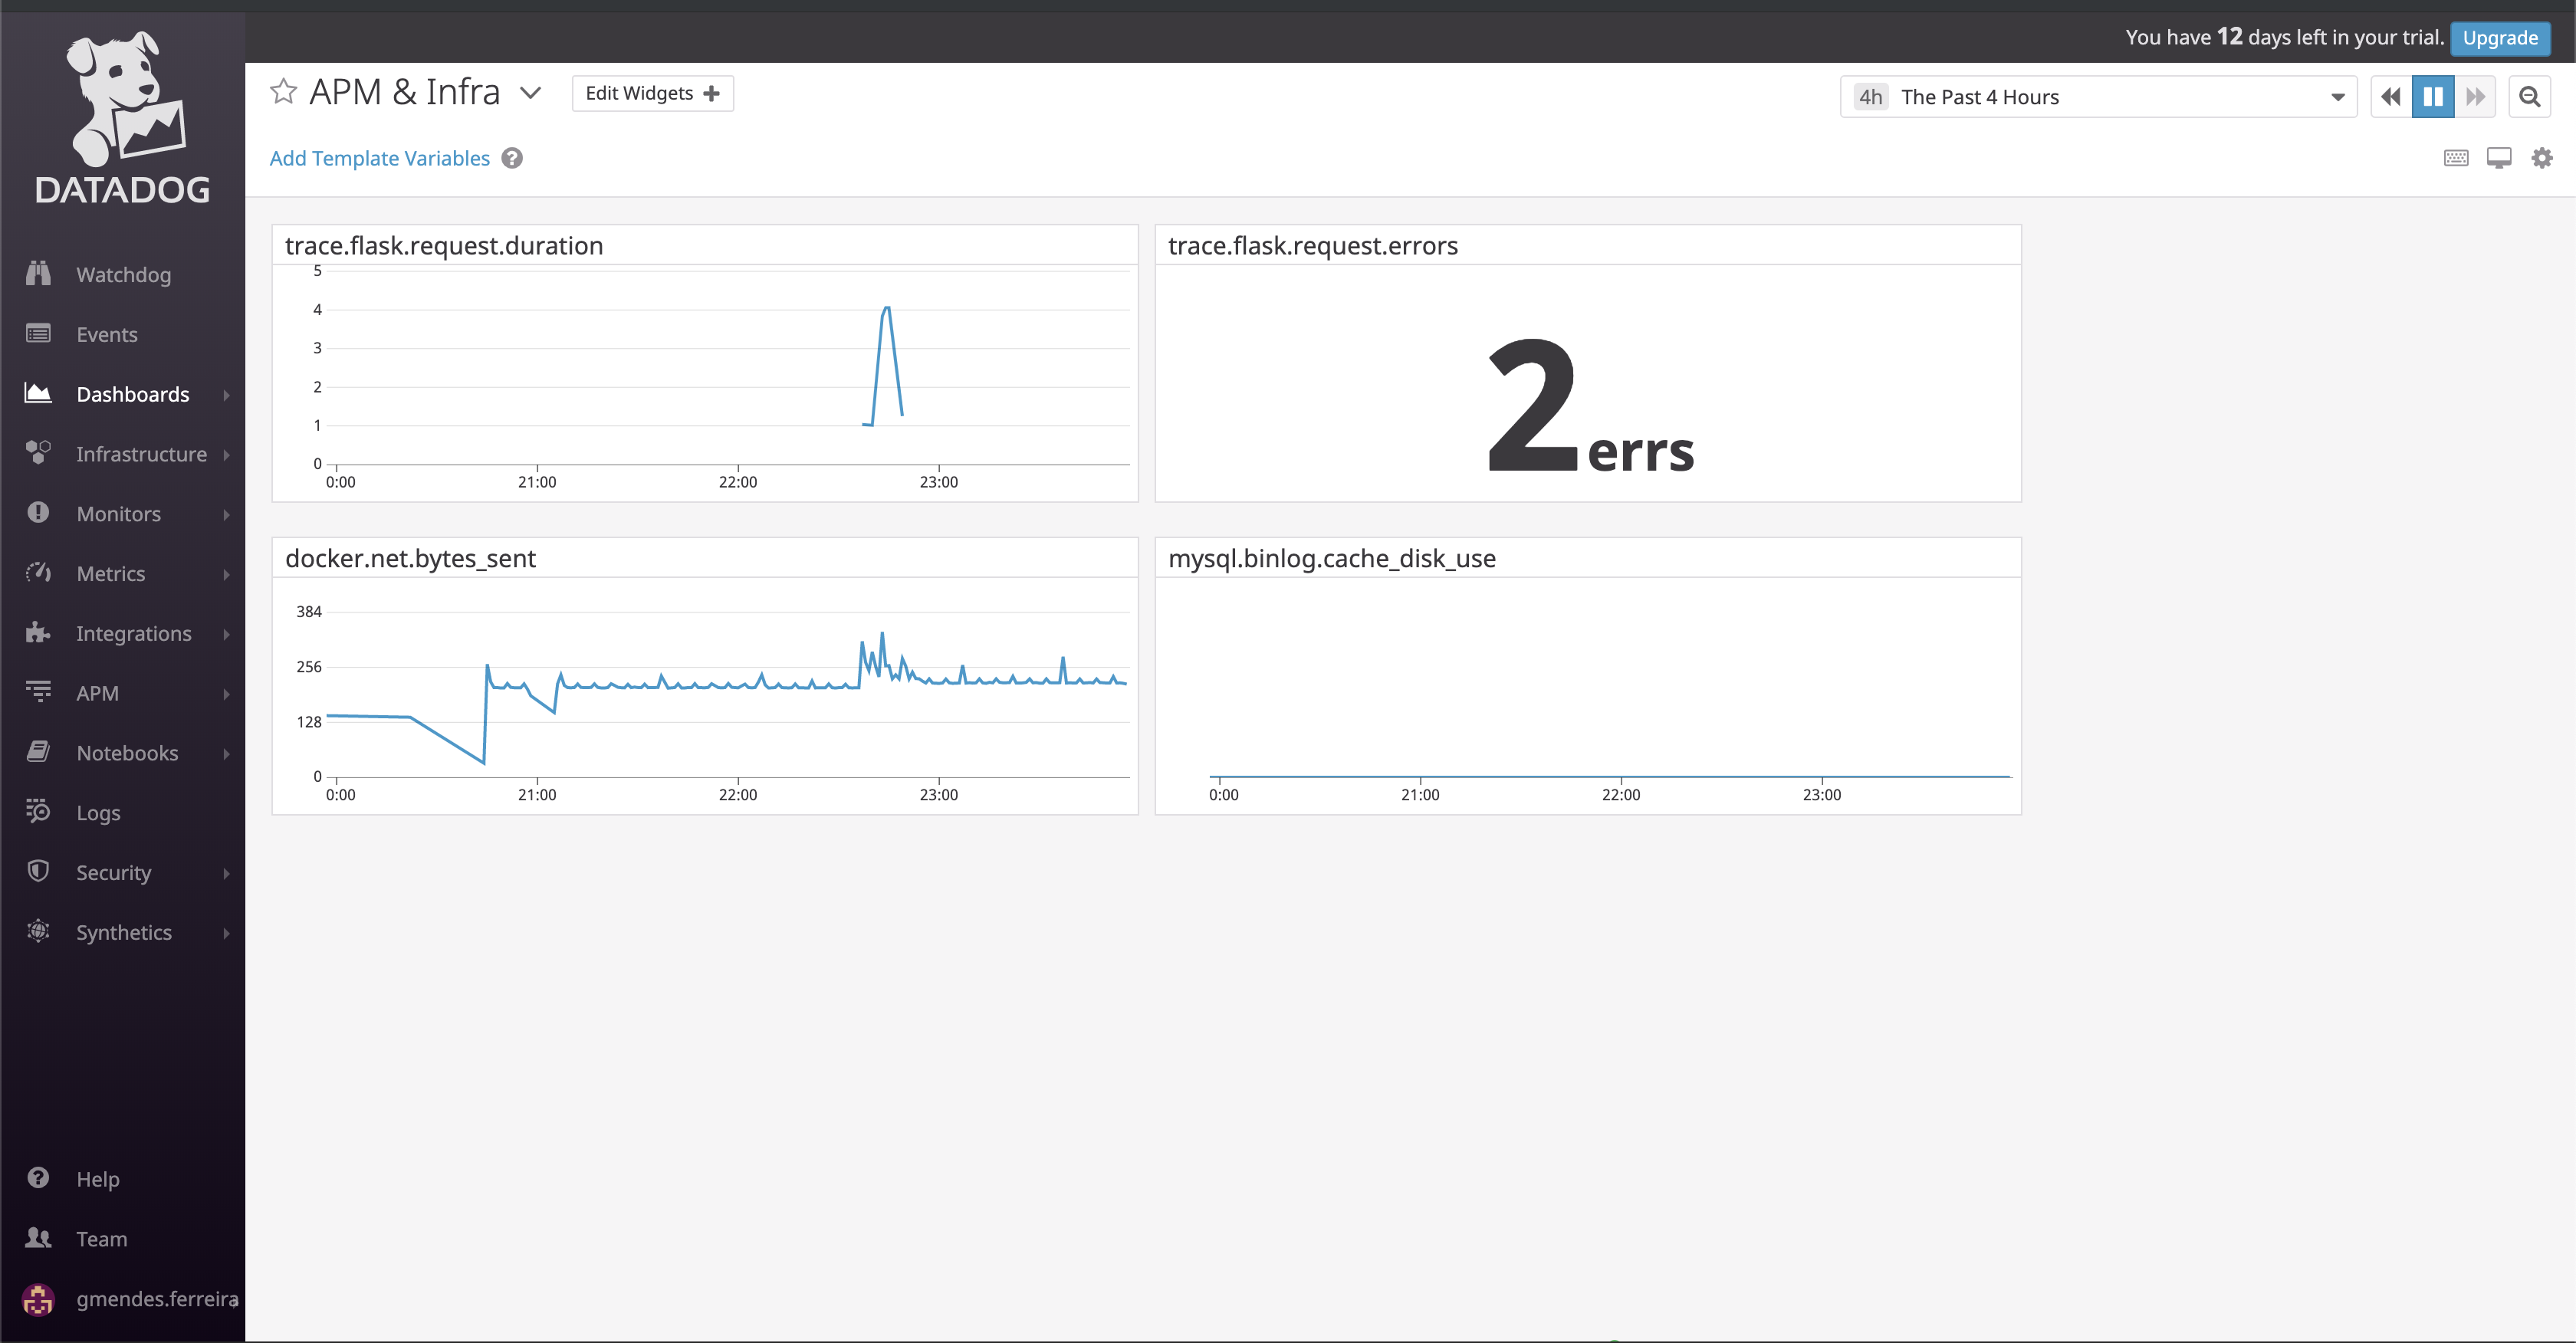 You have 12 days left in your trial. Upgrade
DATADOG
Watchdog
Events
Dashboards
Infrastructure
Monitors
Metrics
Integrations
APM
Notebooks
Logs
Security
Synthetics
Help
Team
gmendes.ferreira
APM & Infra
Edit Widgets +
4h The Past 4 Hours
Add Template Variables ?
trace.flask.request.duration
5
4
3
2
1
0
0:00 21:00 22:00 23:00
trace.flask.request.errors
2 errs
docker.net.bytes_sent
384
256
128
0
0:00 21:00 22:00 23:00
mysql.binlog.cache_disk_use
0:00 21:00 22:00 23:00